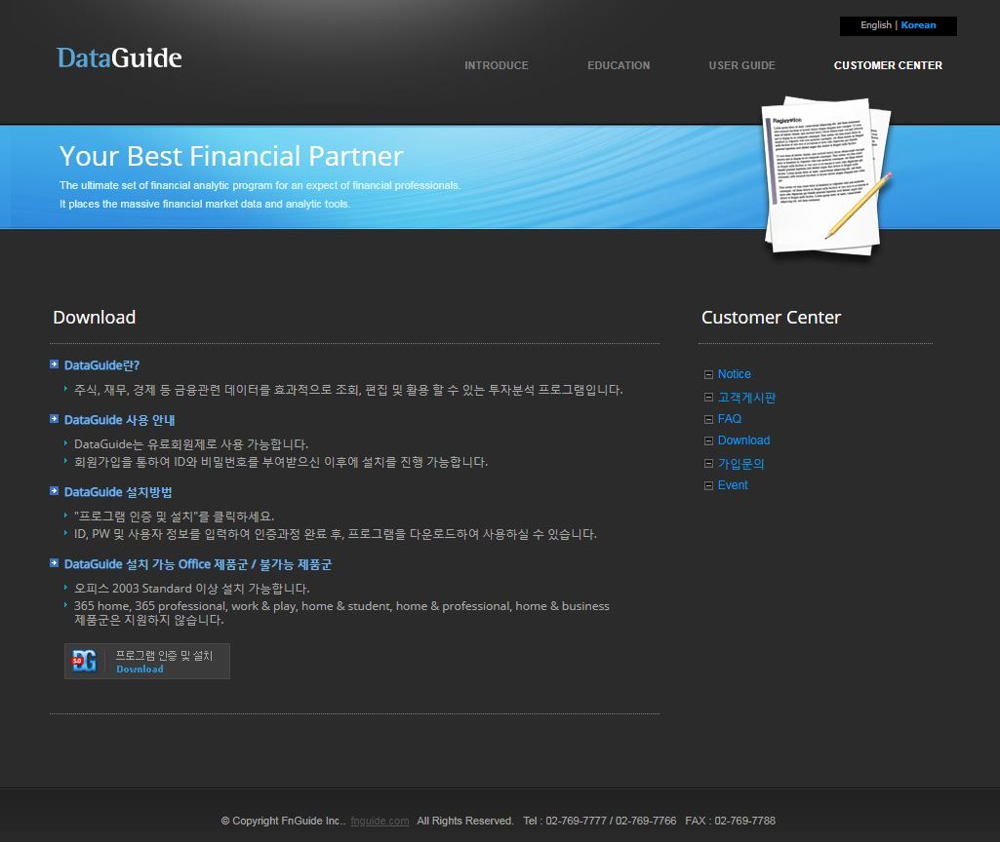 English | Korean
DataGuide
INTRODUCE EDUCATION USER GUIDE CUSTOMER CENTER
Registration
Your Best Financial Partner
The ultimate set of financial analytic program for an expect of financial professionals.
It places the massive financial market data and analytic tools.
Download
DataGuide란?
주식, 재무, 경제 등 금융관련 데이터를 효과적으로 조회, 편집 및 활용 할 수 있는 투자분석 프로그램입니다.
DataGuide 사용 안내
DataGuide는 유료회원제로 사용 가능합니다.
회원가입을 통하여 ID와 비밀번호를 부여받으신 이후에 설치를 진행 가능합니다.
DataGuide 설치방법
"프로그램 인증 및 설치"를 클릭하세요.
ID, PW 및 사용자 정보를 입력하여 인증과정 완료 후, 프로그램을 다운로드하여 사용하실 수 있습니다.
DataGuide 설치 가능 Office 제품군 / 불가능 제품군
오피스 2003 Standard 이상 설치 가능합니다.
365 home, 365 professional, work & play, home & student, home & professional, home & business
제품군은 지원하지 않습니다.
5.0 DG
프로그램 인증 및 설치
Download
Customer Center
Notice
고객게시판
FAQ
Download
가입문의
Event
© Copyright FnGuide Inc.. fnguide.com All Rights Reserved. Tel : 02-769-7777 / 02-769-7766 FAX : 02-769-7788